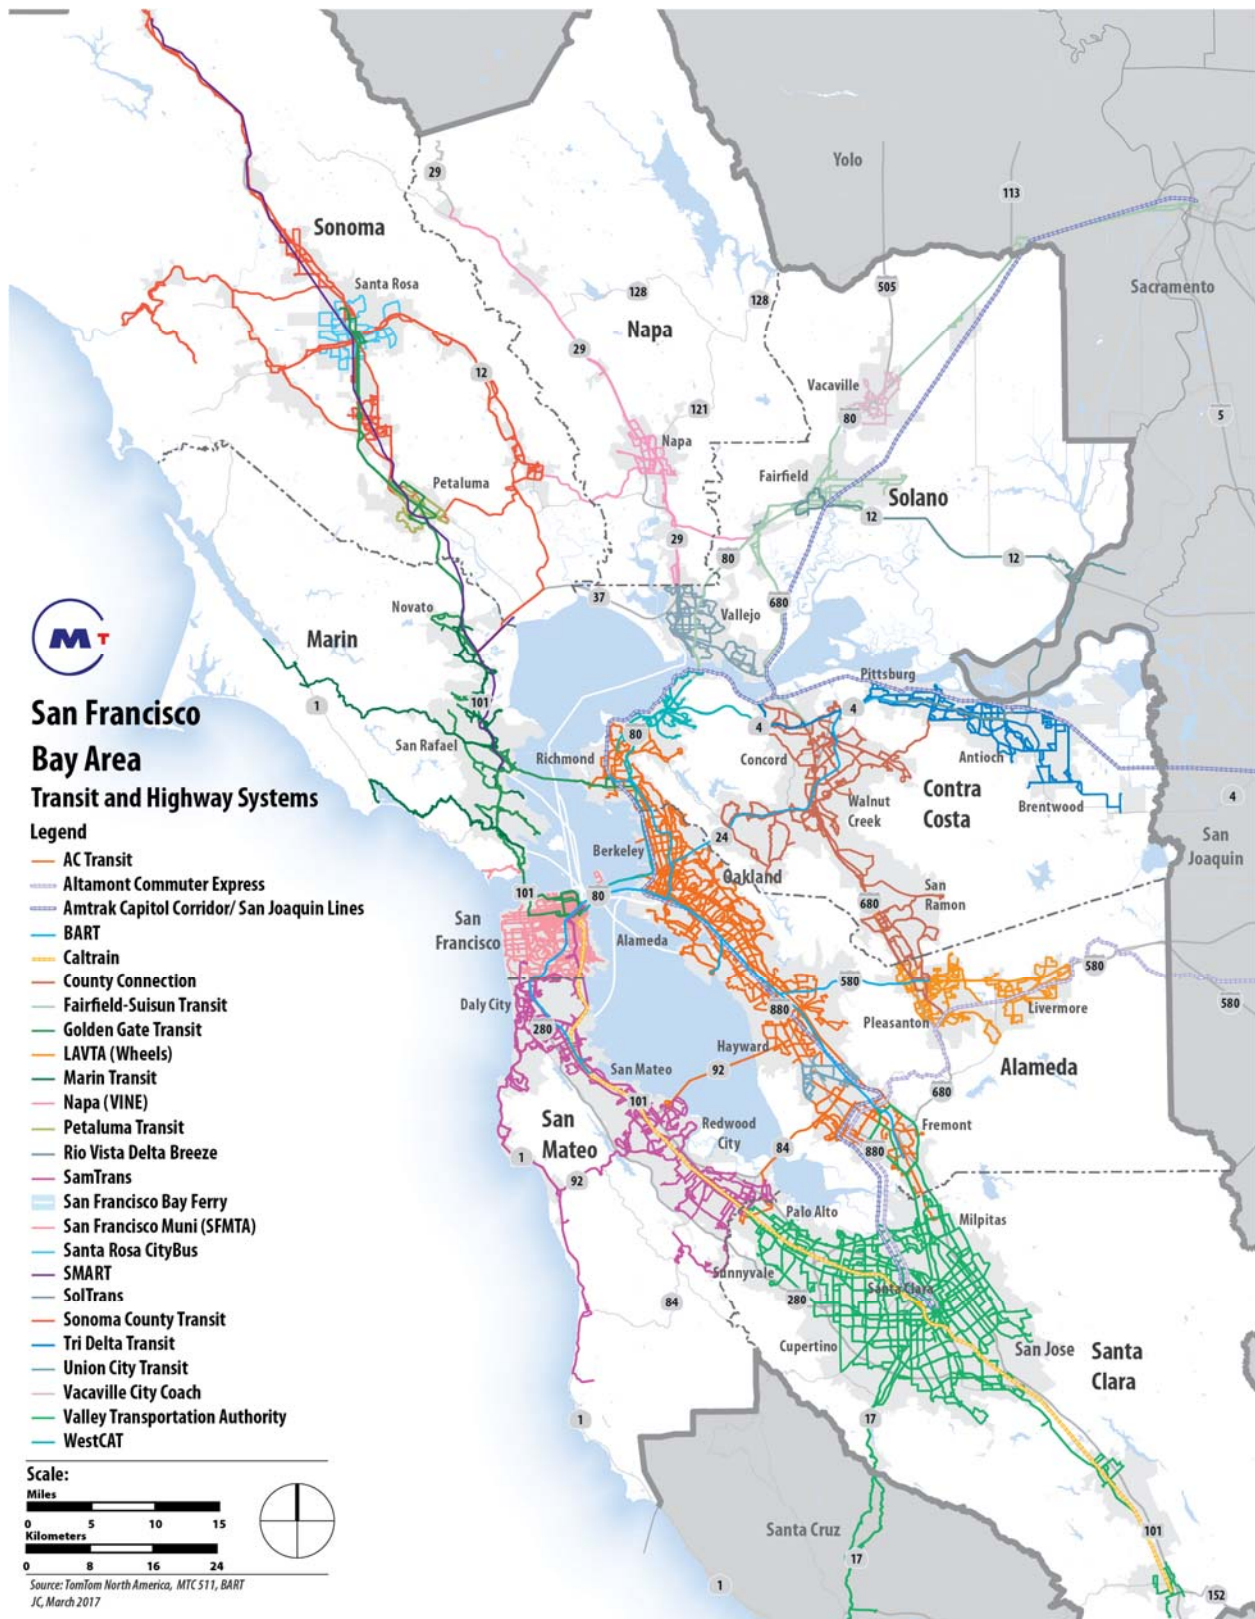 MT
San Francisco
Bay Area
Transit and Highway Systems
Legend
AC Transit
Altamont Commuter Express
Amtrak Capitol Corridor/ San Joaquin Lines
BART
Caltrain
County Connection
Fairfield-Suisun Transit
Golden Gate Transit
LAVTA (Wheels)
Marin Transit
Napa (VINE)
Petaluma Transit
Rio Vista Delta Breeze
SamTrans
San Francisco Bay Ferry
San Francisco Muni (SFMTA)
Santa Rosa CityBus
SMART
SolTrans
Sonoma County Transit
Tri Delta Transit
Union City Transit
Vacaville City Coach
Valley Transportation Authority
WestCAT
Scale:
Miles
0 5 10 15
Kilometers
0 8 16 24
Source: TomTom North America, MTC 511, BART
JC, March 2017
Yolo
29
113
Sonoma
Santa Rosa
128
128
505
Sacramento
Napa
29
12
Vacaville
121
80
5
Napa
Petaluma
Fairfield
Solano
12
29
80
12
37
680
Novato
Vallejo
Marin
Pittsburg
1
101
4
4
80
San Rafael
Richmond
Concord
Antioch
Contra
Costa
Brentwood
4
Walnut
Creek
24
San
Joaquin
Berkeley
Oakland
101
80
San
Ramon
680
San
Francisco
Alameda
580
580
580
Daly City
880
Livermore
Pleasanton
280
Hayward
San Mateo
92
Alameda
680
101
San
Mateo
Redwood
City
Fremont
84
880
1
92
Palo Alto
Milpitas
Sunnyvale
Santa Clara
84
280
Cupertino
San Jose
Santa
Clara
1
17
Santa Cruz
101
17
1
152